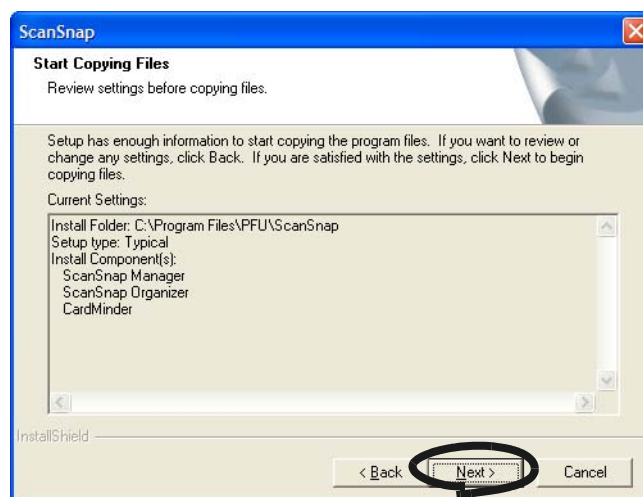 ScanSnap
Start Copying Files
Review settings before copying files.
Setup has enough information to start copying the program files. If you want to review or
change any settings, click Back. If you are satisfied with the settings, click Next to begin
copying files.
Current Settings:
Install Folder: C:\Program Files\PFU\ScanSnap
Setup type: Typical
Install Component(s):
ScanSnap Manager
ScanSnap Organizer
CardMinder
InstallShield
< Back Next > Cancel